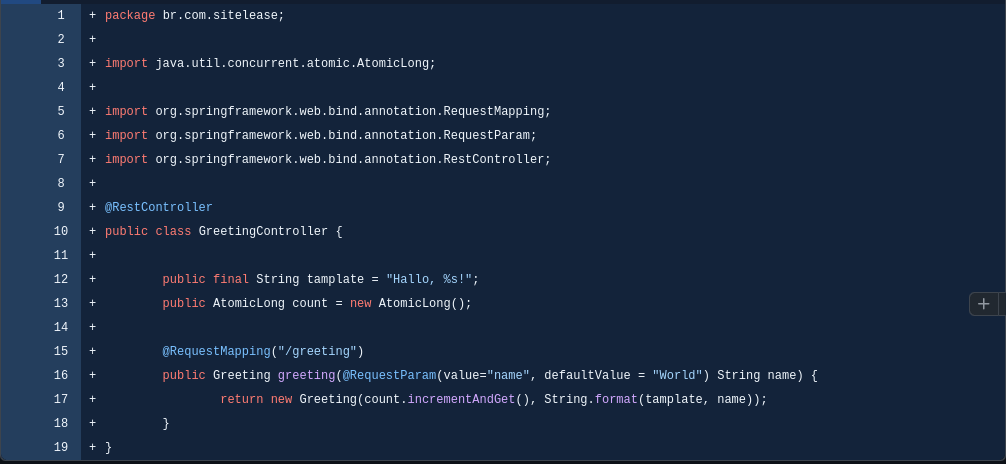 1 + package br.com.sitelease;
2 +
3 + import java.util.concurrent.atomic.AtomicLong;
4 +
5 + import org.springframework.web.bind.annotation.RequestMapping;
6 + import org.springframework.web.bind.annotation.RequestParam;
7 + import org.springframework.web.bind.annotation.RestController;
8 +
9 + @RestController
10 + public class GreetingController {
11 +
12 +         public final String tamplate = "Hallo, %s!";
13 +         public AtomicLong count = new AtomicLong();
14 +
15 +         @RequestMapping("/greeting")
16 +         public Greeting greeting(@RequestParam(value="name", defaultValue = "World") String name) {
17 +                 return new Greeting(count.incrementAndGet(), String.format(tamplate, name));
18 +         }
19 + }